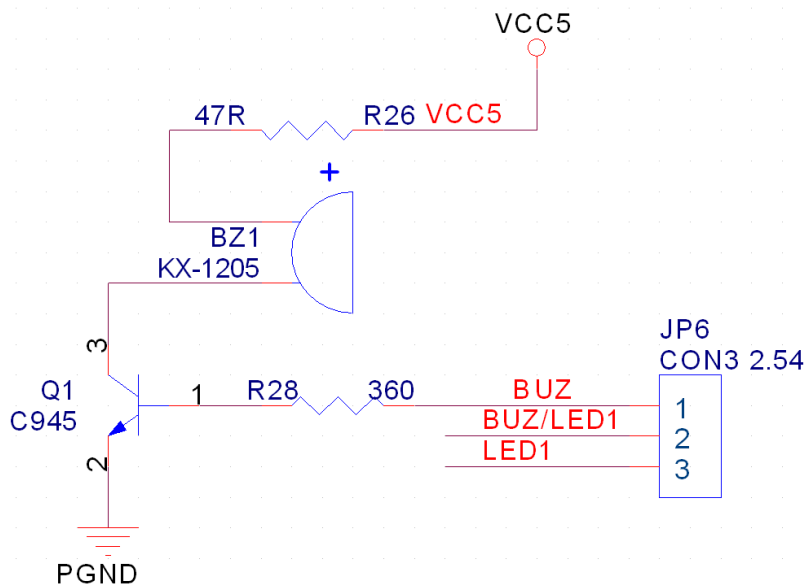 VCC5
47R
R26
VCC5
+
BZ1
KX-1205
JP6
CON3 2.54
3
Q1
C945
1
R28
360
BUZ
1
BUZ/LED1
2
LED1
3
2
PGND